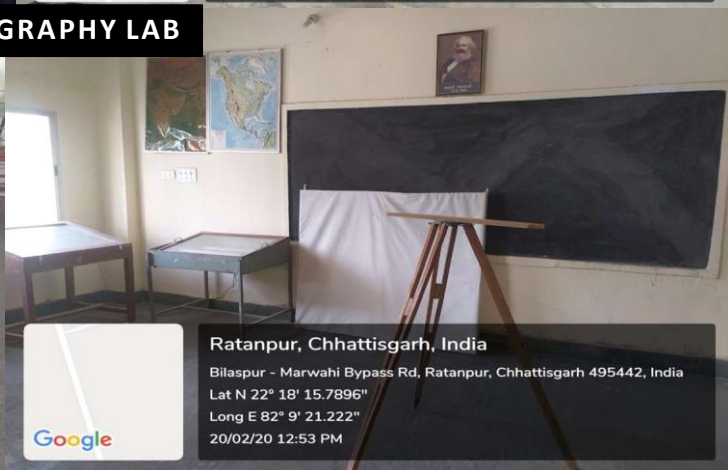 GRAPHY LAB
Ratanpur, Chhattisgarh, India
Bilaspur - Marwahi Bypass Rd, Ratanpur, Chhattisgarh 495442, India
Lat N 22° 18' 15.7896"
Long E 82° 9' 21.222"
20/02/20 12:53 PM
Google